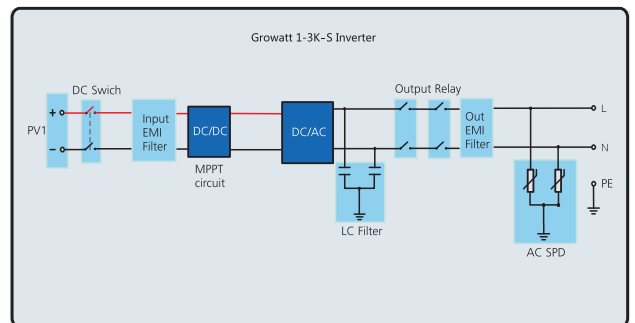 Growatt 1-3K-S Inverter
DC Swich
Output Relay
+
PV1
-
Input
EMI
Filter
DC/DC
MPPT
circuit
DC/AC
LC Filter
Out
EMI
Filter
L
N
PE
AC SPD